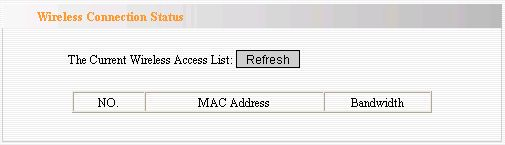 Wireless Connection Status
The Current Wireless Access List: Refresh
NO. MAC Address Bandwidth